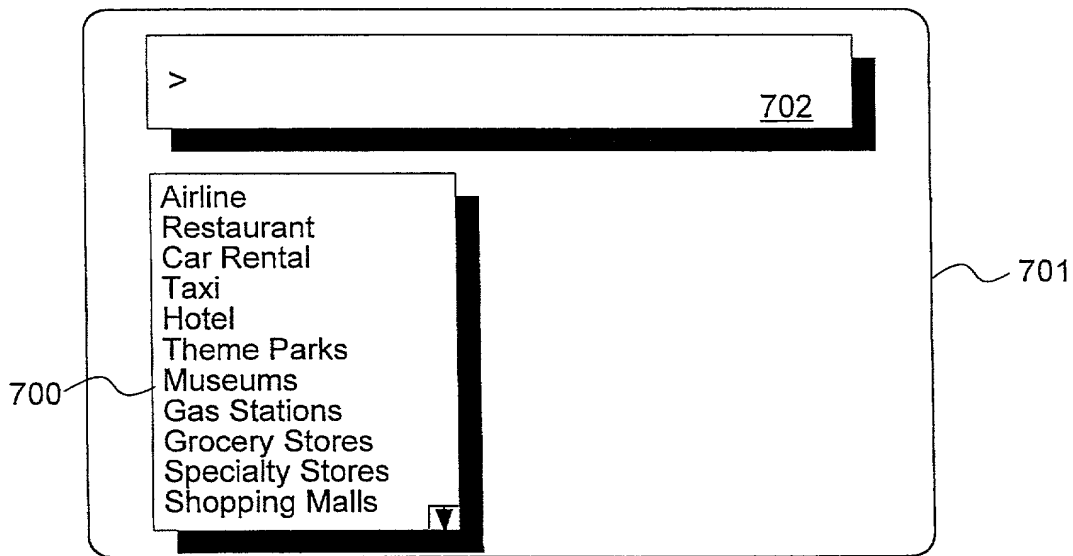 >
702
Airline
Restaurant
Car Rental
Taxi
Hotel
Theme Parks
Museums
Gas Stations
Grocery Stores
Specialty Stores
Shopping Malls
701
700